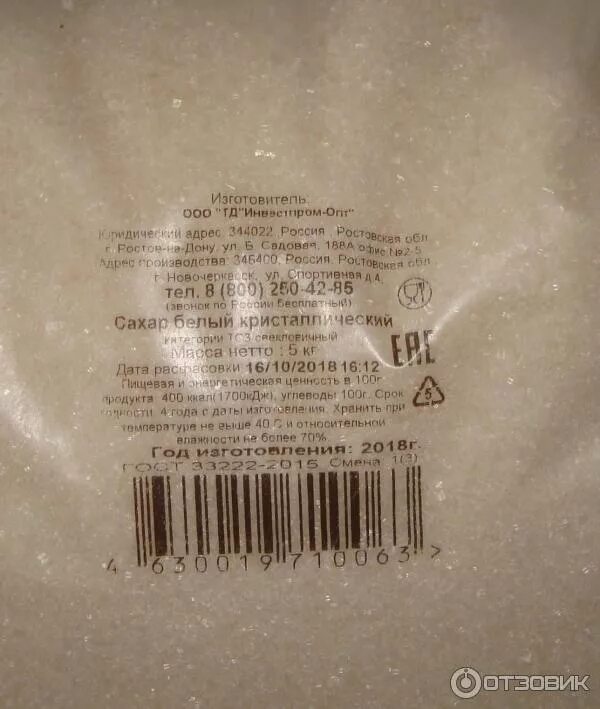 Изготовитель:
ООО "ТД"Инвестпром-Опт"
Юридический адрес: 344022, Россия, Ростовская обл.
г. Ростов-на-Дону, ул. Б. Садовая, 188А офис №2-5.
Адрес производства: 346400, Россия, Ростовская обл.
г. Новочеркасск, ул. Спортивная д.4.
тел. 8 (800) 250-42-85
(звонок по России бесплатный)
Сахар белый кристаллический
категории ТС3 свекловичный
Масса нетто : 5 кг
Дата расфасовки 16/10/2018 16:12
Пищевая и энергетическая ценность в 100г
продукта 400 ккал(1700кДж), углеводы 100г. Срок
годности 4 года с даты изготовления. Хранить при
температуре не выше 40 С и относительной
влажности не более 70%.
Год изготовления: 2018г.
ГОСТ 33222-2015 Смена 1(3)
EAC
5
4 630019 710063 >
ОТЗОВИК